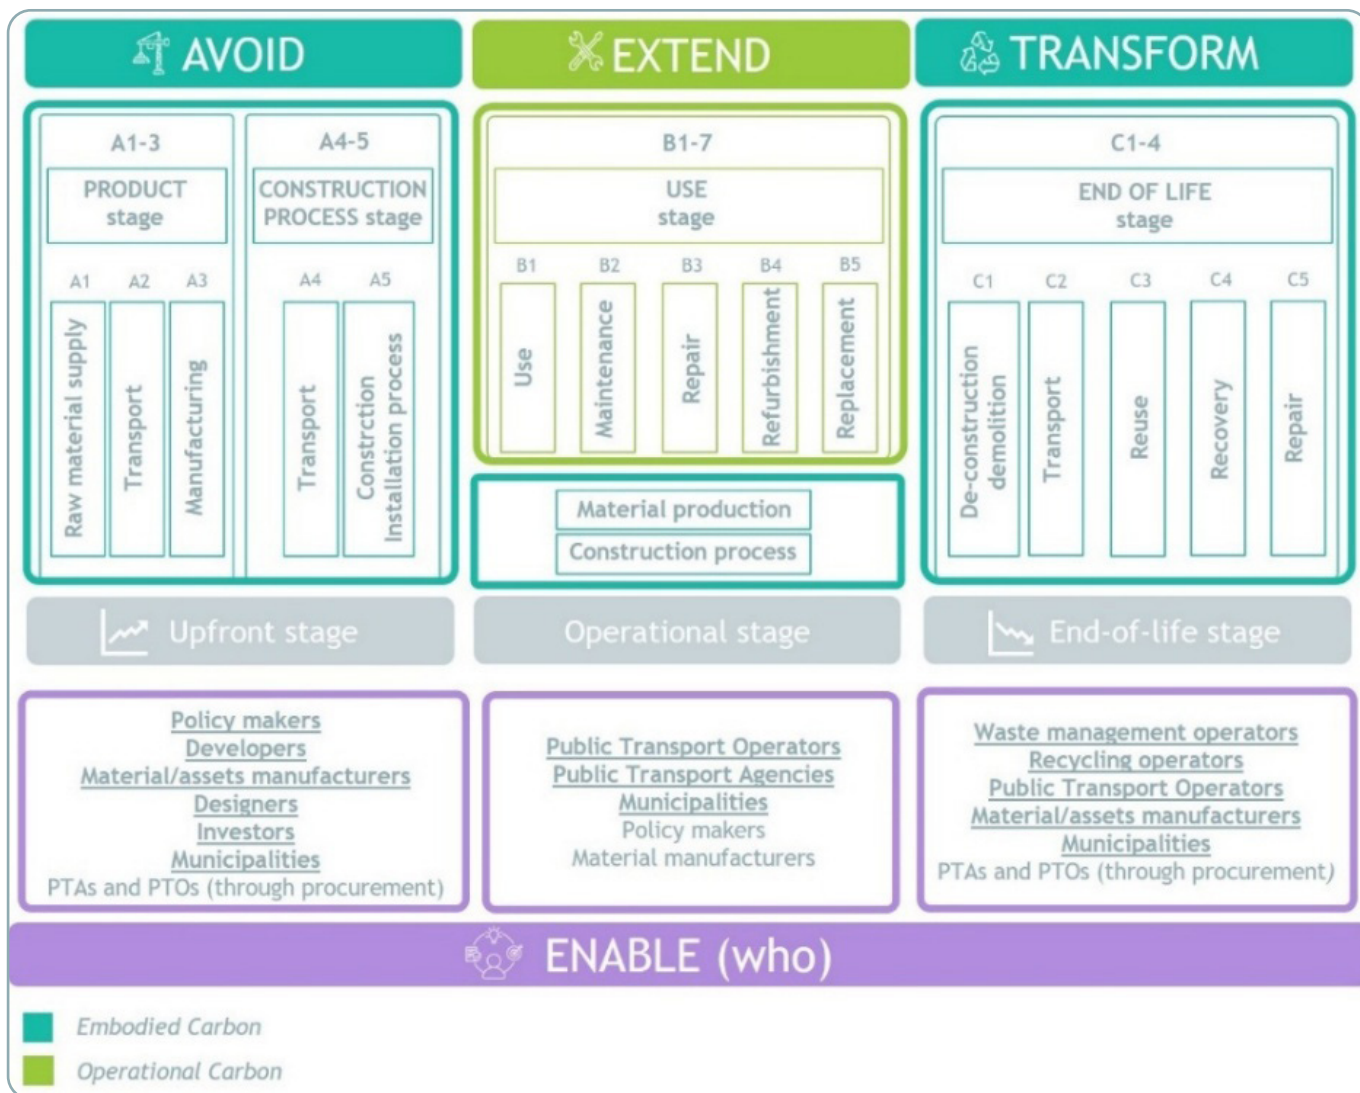 AVOID
EXTEND
TRANSFORM
A1-3
PRODUCT
stage
A1
A2
A3
Raw material supply
Transport
Manufacturing
A4-5
CONSTRUCTION
PROCESS stage
A4
A5
Transport
Constrction
Installation process
B1-7
USE
stage
B1
B2
B3
B4
B5
Use
Maintenance
Repair
Refurbishment
Replacement
Material production
Construction process
C1-4
END OF LIFE
stage
C1
C2
C3
C4
C5
De-construction
demolition
Transport
Reuse
Recovery
Repair
Upfront stage
Operational stage
End-of-life stage
Policy makers
Developers
Material/assets manufacturers
Designers
Investors
Municipalities
PTAs and PTOs (through procurement)
Public Transport Operators
Public Transport Agencies
Municipalities
Policy makers
Material manufacturers
Waste management operators
Recycling operators
Public Transport Operators
Material/assets manufacturers
Municipalities
PTAs and PTOs (through procurement)
ENABLE (who)
Embodied Carbon
Operational Carbon